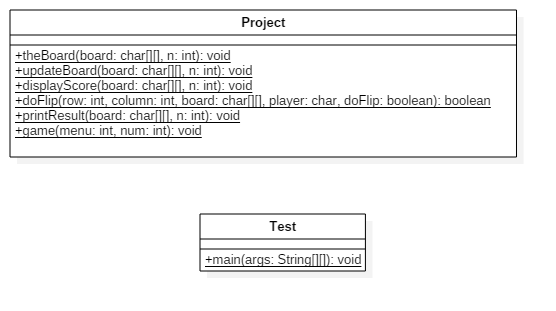 Project
+theBoard(board: char[][], n: int): void
+updateBoard(board: char[][], n: int): void
+displayScore(board: char[][], n: int): void
+doFlip(row: int, column: int, board: char[][], player: char, doFlip: boolean): boolean
+printResult(board: char[][], n: int): void
+game(menu: int, num: int): void
Test
+main(args: String[][]): void